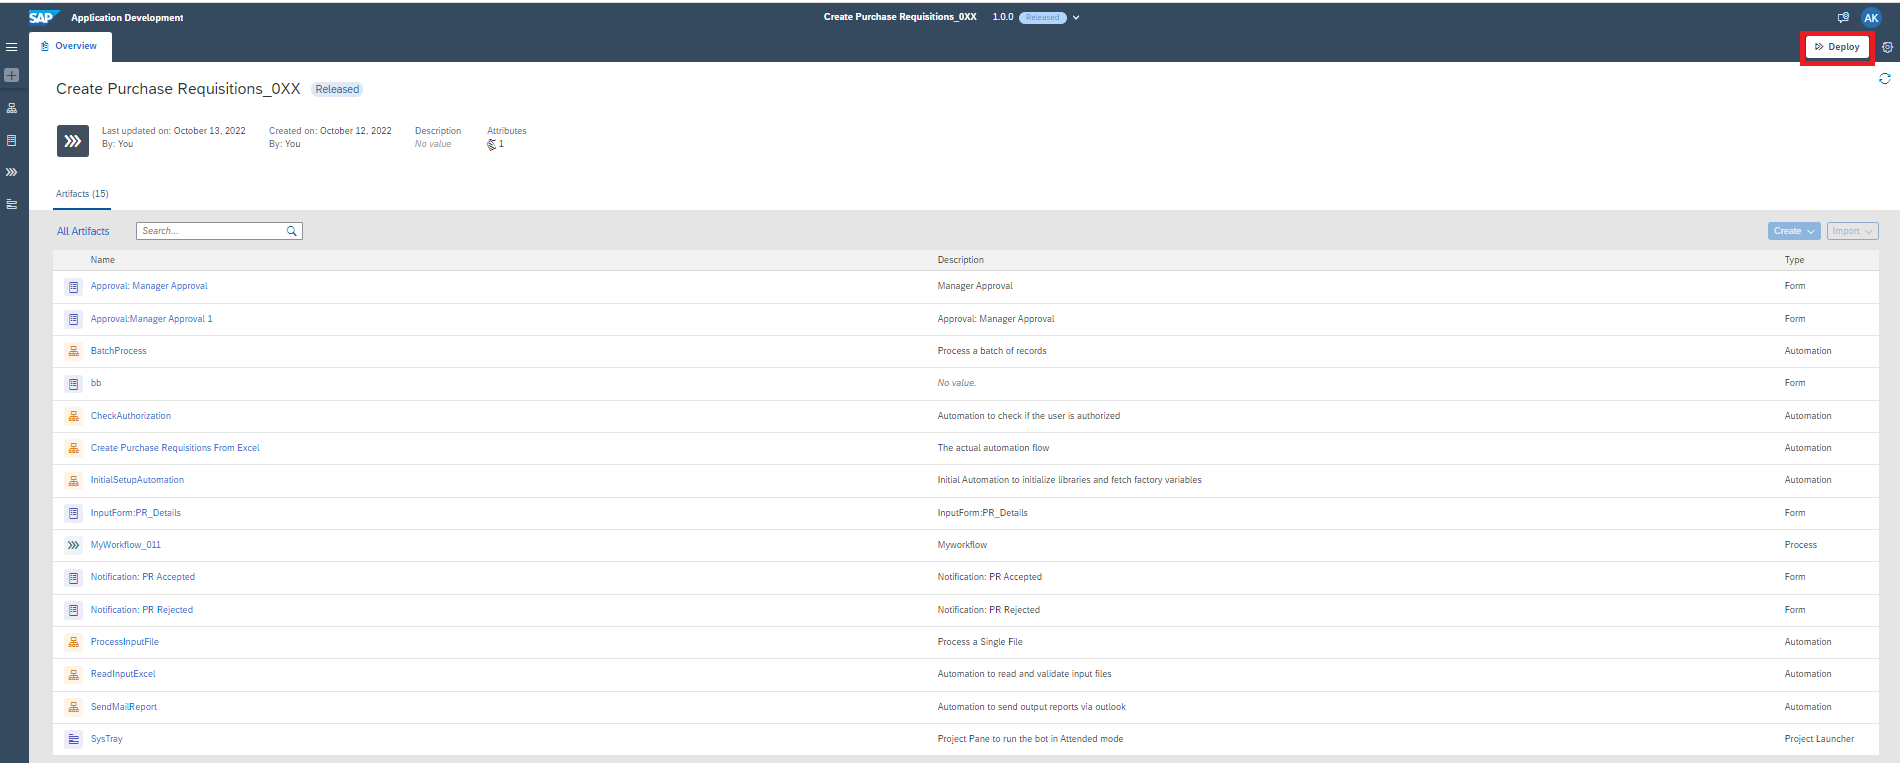 SAP Application Development Create Purchase Requisitions_0XX 1.0.0 Released AK
Overview Deploy
Create Purchase Requisitions_0XX Released
Last updated on: October 13, 2022 Created on: October 12, 2022 Description Attributes
By: You By: You No value 1
Artifacts (15)
All Artifacts Search... Create Import
Name Description Type
Approval: Manager Approval Manager Approval Form
Approval:Manager Approval 1 Approval: Manager Approval Form
BatchProcess Process a batch of records Automation
bb No value. Form
CheckAuthorization Automation to check if the user is authorized Automation
Create Purchase Requisitions From Excel The actual automation flow Automation
InitialSetupAutomation Initial Automation to initialize libraries and fetch factory variables Automation
InputForm:PR_Details InputForm:PR_Details Form
MyWorkflow_011 Myworkflow Process
Notification: PR Accepted Notification: PR Accepted Form
Notification: PR Rejected Notification: PR Rejected Form
ProcessInputFile Process a Single File Automation
ReadInputExcel Automation to read and validate input files Automation
SendMailReport Automation to send output reports via outlook Automation
SysTray Project Pane to run the bot in Attended mode Project Launcher